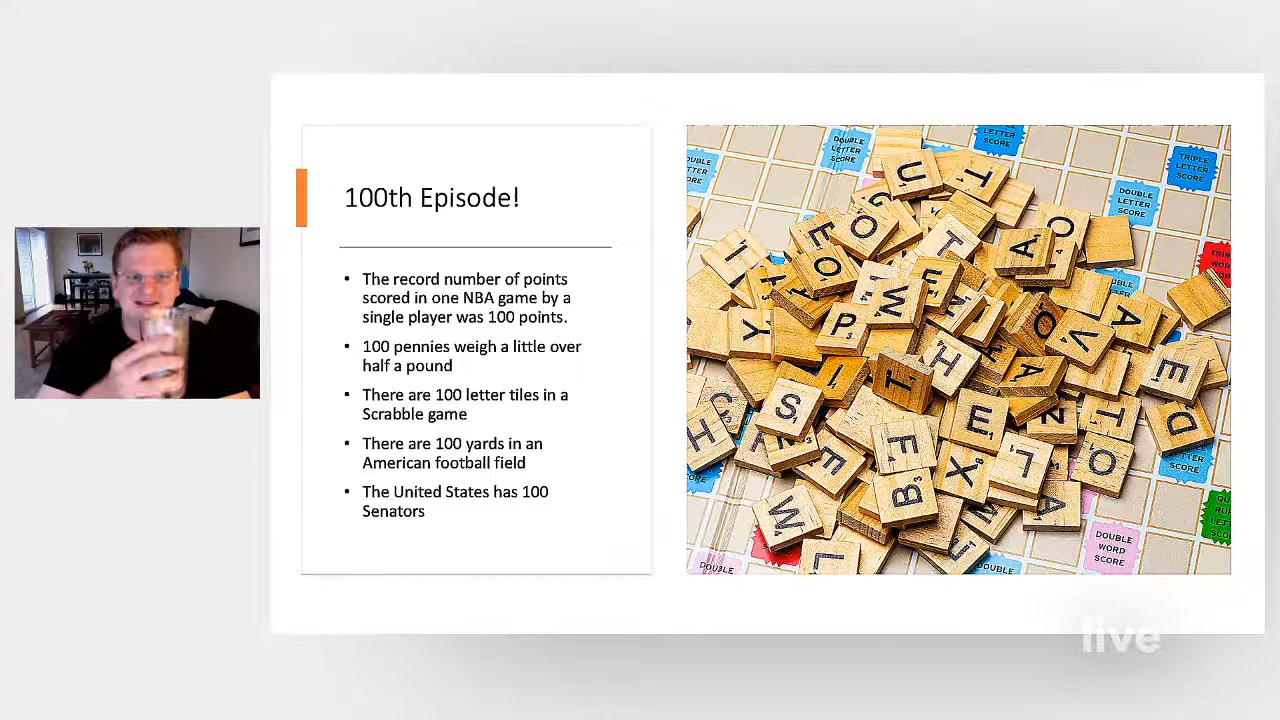 100th Episode!
• The record number of points
scored in one NBA game by a
single player was 100 points.
• 100 pennies weigh a little over
half a pound
• There are 100 letter tiles in a
Scrabble game
• There are 100 yards in an
American football field
• The United States has 100
Senators
DOUBLE
LETTER
SCORE
LETTER
SCORE
TRIPLE
LETTER
SCORE
DOUBLE
LETTER
SCORE
DOUBLE
WORD
SCORE
DOUBLE
DOUBLE
U
T
O
E
O
T
A
O
I
P
W
Y
H
V
A
T
E
S
E
F
X
L
T
O
D
B
H
E
W
A
L
live